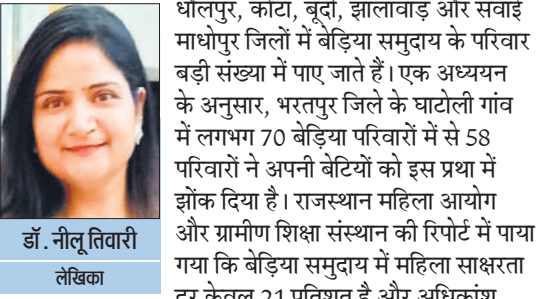 धौलपुर, कोटा, बूंदी, झालावाड़ और सवाई
माधोपुर जिलों में बेड़िया समुदाय के परिवार
बड़ी संख्या में पाए जाते हैं। एक अध्ययन
के अनुसार, भरतपुर जिले के घाटोली गांव
में लगभग 70 बेड़िया परिवारों में से 58
परिवारों ने अपनी बेटियों को इस प्रथा में
झोंक दिया है। राजस्थान महिला आयोग
और ग्रामीण शिक्षा संस्थान की रिपोर्ट में पाया
गया कि बेड़िया समुदाय में महिला साक्षरता
दर केवल 21 प्रतिशत है और अधिकांश
डॉ. नीलू तिवारी
लेखिका